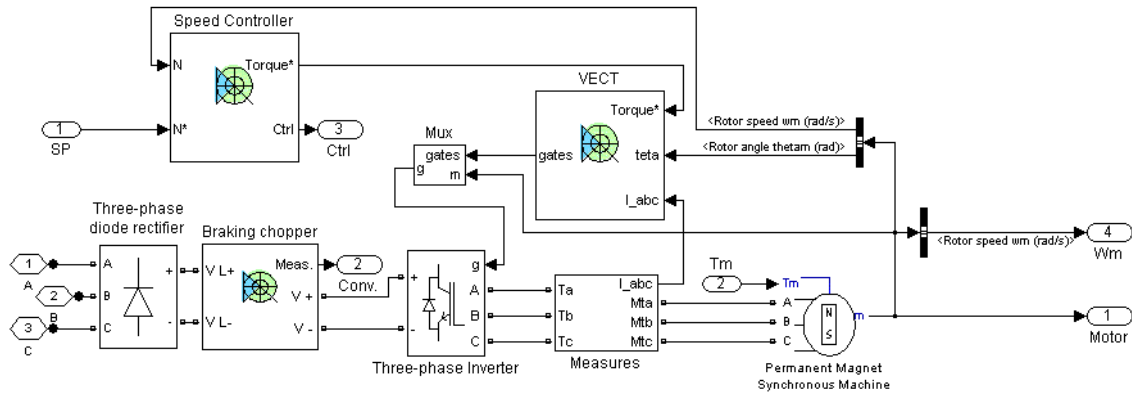 Speed Controller
N
Torque*
N*
Ctrl
1
SP
3
Ctrl
VECT
Torque*
gates
teta
I_abc
<Rotor speed wm (rad/s)>
<Rotor angle thetam (rad)>
Mux
gates
g
m
<Rotor speed wm (rad/s)>
4
Wm
Three-phase
diode rectifier
1
A
2
B
3
C
A
B
C
+
-
Braking chopper
V L+
V L-
Meas.
V +
V -
2
Conv.
+
-
g
A
B
C
Three-phase Inverter
Ta
Tb
Tc
I_abc
Mta
Mtb
Mtc
Measures
Tm
2
Tm
A
B
C
N
S
m
Permanent Magnet
Synchronous Machine
1
Motor